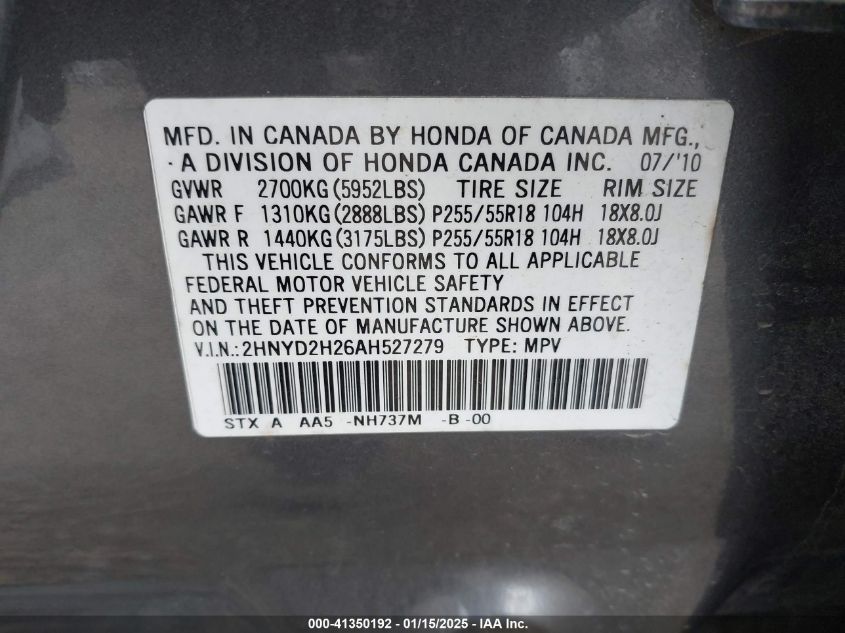 MFD. IN CANADA BY HONDA OF CANADA MFG.,
A DIVISION OF HONDA CANADA INC. 07/'10
GVWR 2700KG(5952LBS) TIRE SIZE RIM SIZE
GAWR F 1310KG(2888LBS) P255/55R18 104H 18X8.0J
GAWR R 1440KG(3175LBS) P255/55R18 104H 18X8.0J
THIS VEHICLE CONFORMS TO ALL APPLICABLE
FEDERAL MOTOR VEHICLE SAFETY
AND THEFT PREVENTION STANDARDS IN EFFECT
ON THE DATE OF MANUFACTURE SHOWN ABOVE.
V.I.N.:2HNYD2H26AH527279 TYPE: MPV
STX A AA5 -NH737M -B -00
000-41350192 - 01/15/2025 - IAA Inc.